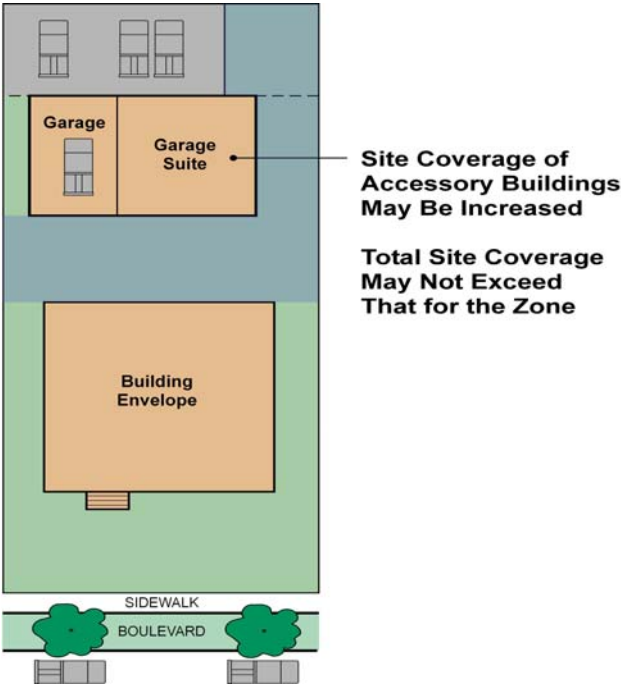 Garage
Garage
Suite
Site Coverage of
Accessory Buildings
May Be Increased
Total Site Coverage
May Not Exceed
That for the Zone
Building
Envelope
SIDEWALK
BOULEVARD